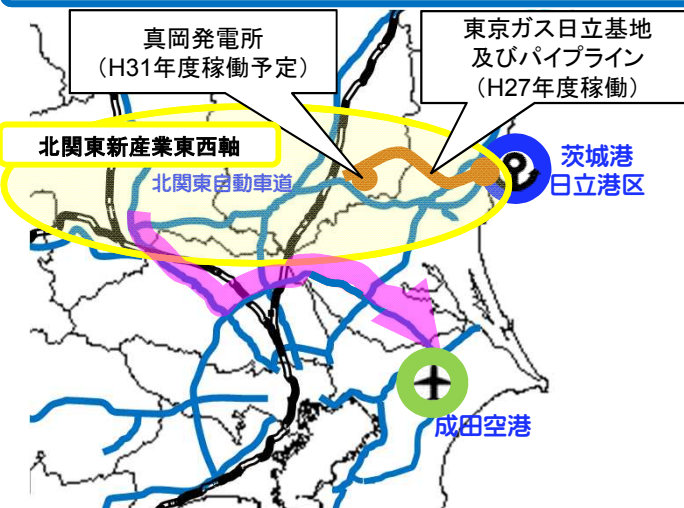 真岡発電所
（H31年度稼働予定）
東京ガス日立基地
及びパイプライン
（H27年度稼働）
北関東新産業東西軸
北関東自動車道
茨城港
日立港区
成田空港